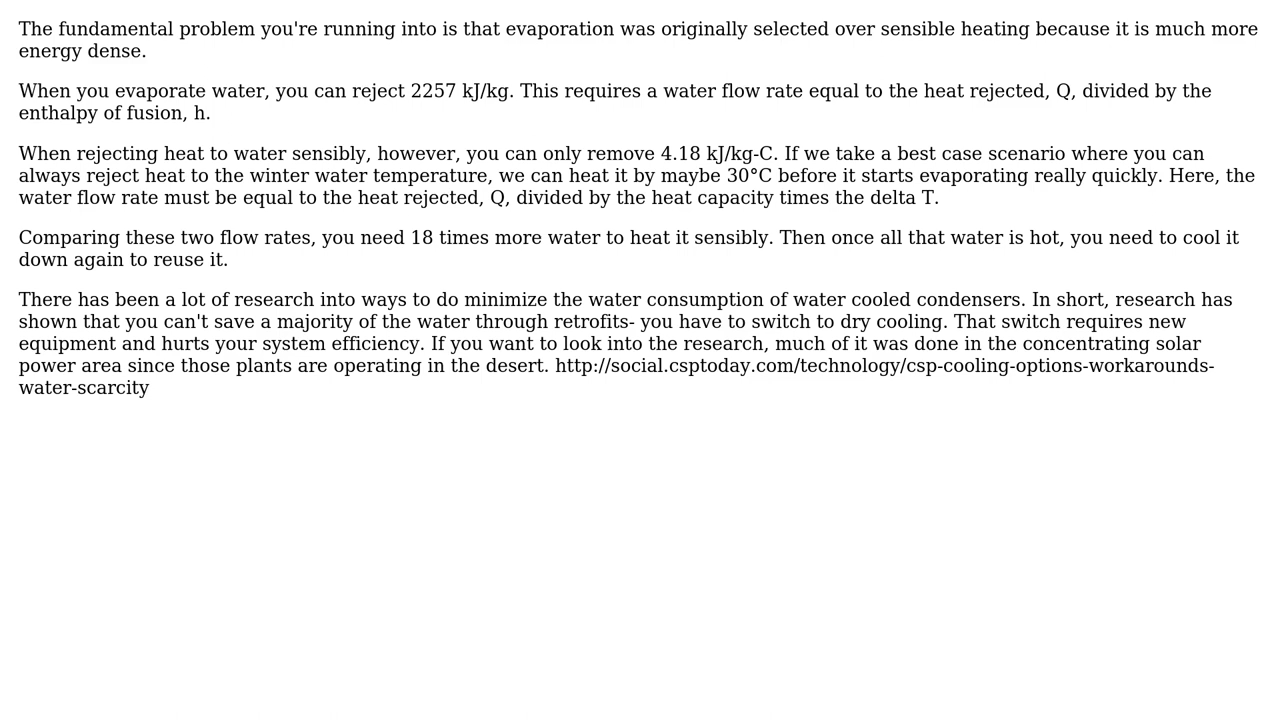 The fundamental problem you're running into is that evaporation was originally selected over sensible heating because it is much more
energy dense.
When you evaporate water, you can reject 2257 kJ/kg. This requires a water flow rate equal to the heat rejected, Q, divided by the
enthalpy of fusion, h.
When rejecting heat to water sensibly, however, you can only remove 4.18 kJ/kg-C. If we take a best case scenario where you can
always reject heat to the winter water temperature, we can heat it by maybe 30°C before it starts evaporating really quickly. Here, the
water flow rate must be equal to the heat rejected, Q, divided by the heat capacity times the delta T.
Comparing these two flow rates, you need 18 times more water to heat it sensibly. Then once all that water is hot, you need to cool it
down again to reuse it.
There has been a lot of research into ways to do minimize the water consumption of water cooled condensers. In short, research has
shown that you can't save a majority of the water through retrofits- you have to switch to dry cooling. That switch requires new
equipment and hurts your system efficiency. If you want to look into the research, much of it was done in the concentrating solar
power area since those plants are operating in the desert. http://social.csptoday.com/technology/csp-cooling-options-workarounds-
water-scarcity